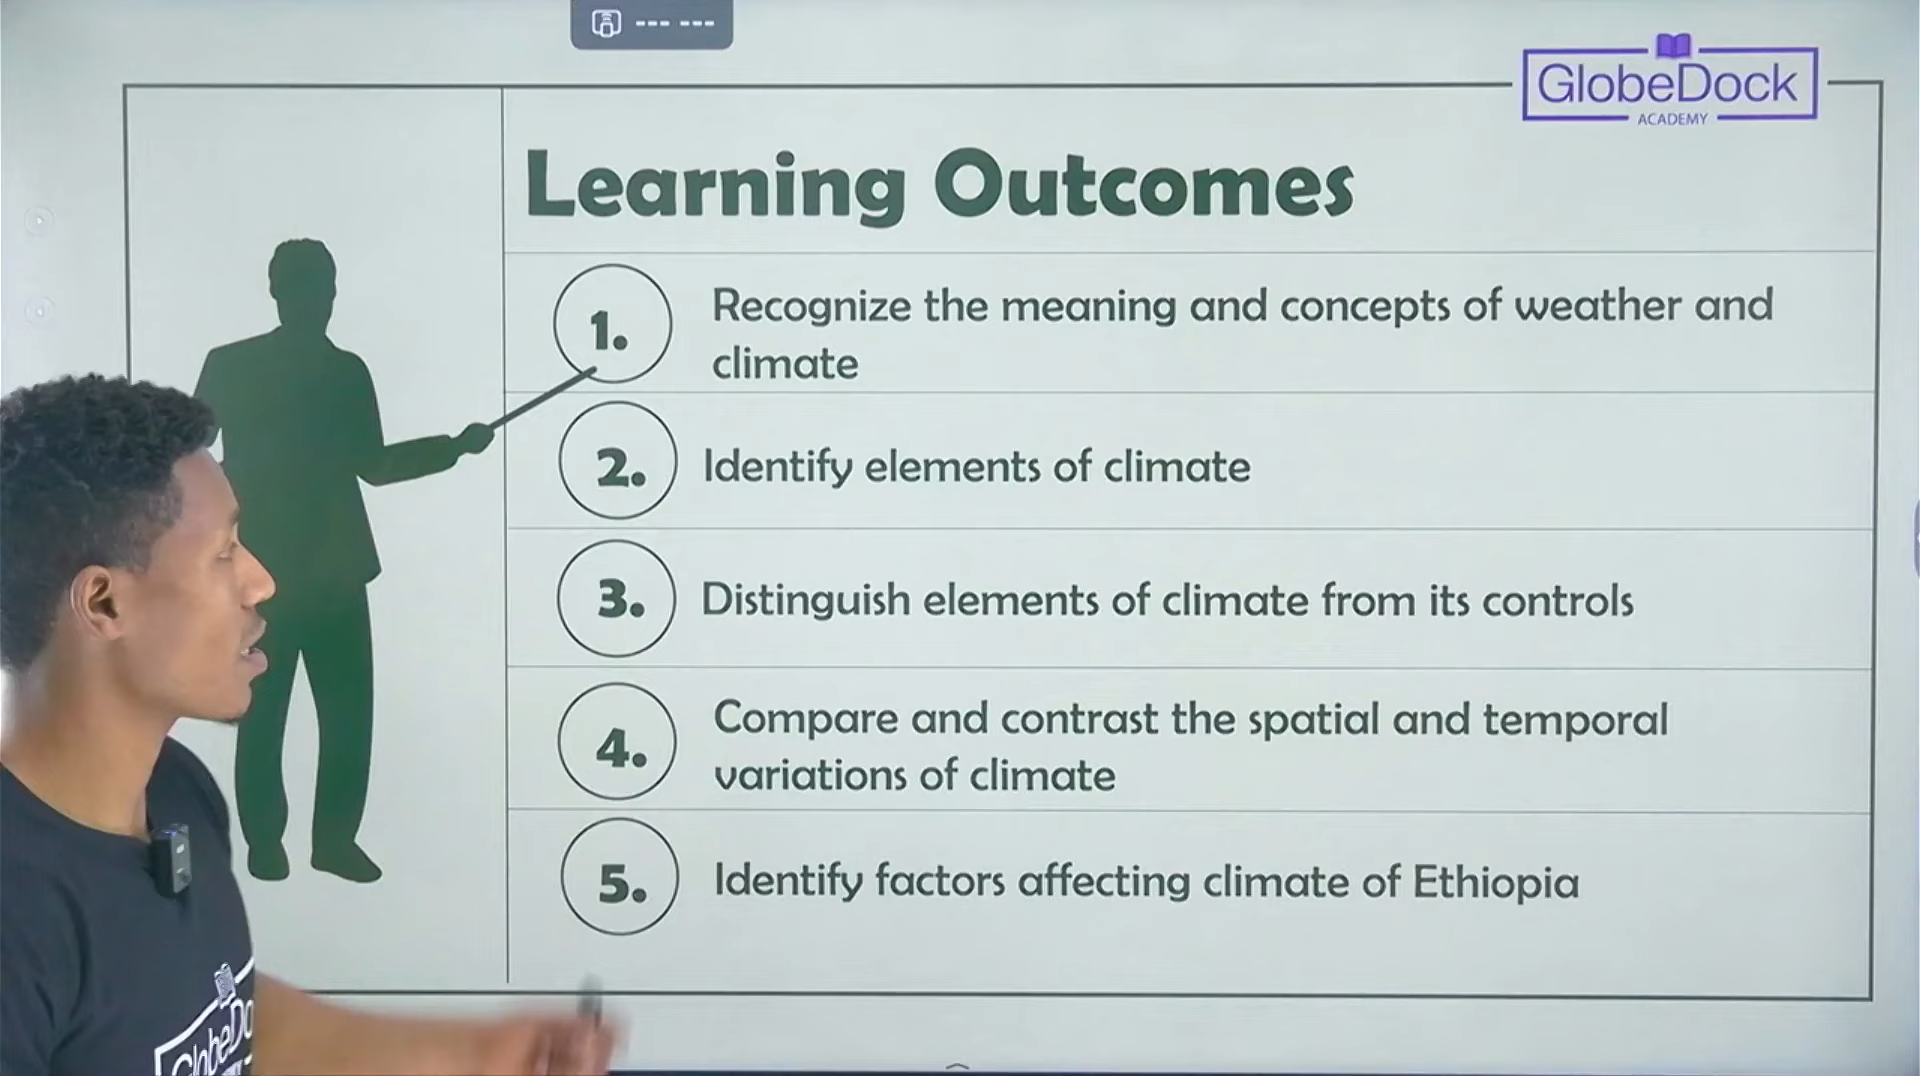 --- ---
GlobeDock
ACADEMY
Learning Outcomes
1. Recognize the meaning and concepts of weather and
climate
2. Identify elements of climate
3. Distinguish elements of climate from its controls
4. Compare and contrast the spatial and temporal
variations of climate
5. Identify factors affecting climate of Ethiopia
GlobeDo